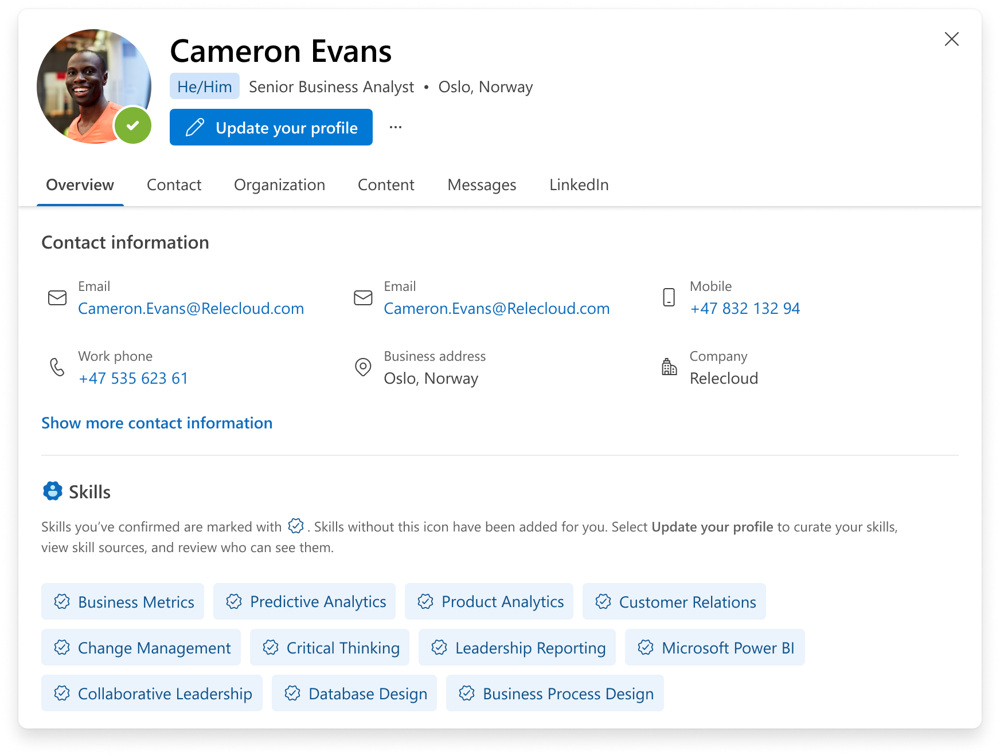 Cameron Evans
He/Him Senior Business Analyst • Oslo, Norway
Update your profile ...
Overview Contact Organization Content Messages LinkedIn
Contact information
Email Email Mobile
Cameron.Evans@Relecloud.com Cameron.Evans@Relecloud.com +47 832 132 94
Work phone Business address Company
+47 535 623 61 Oslo, Norway Relecloud
Show more contact information
Skills
Skills you’ve confirmed are marked with . Skills without this icon have been added for you. Select Update your profile to curate your skills,
view skill sources, and review who can see them.
Business Metrics Predictive Analytics Product Analytics Customer Relations
Change Management Critical Thinking Leadership Reporting Microsoft Power BI
Collaborative Leadership Database Design Business Process Design